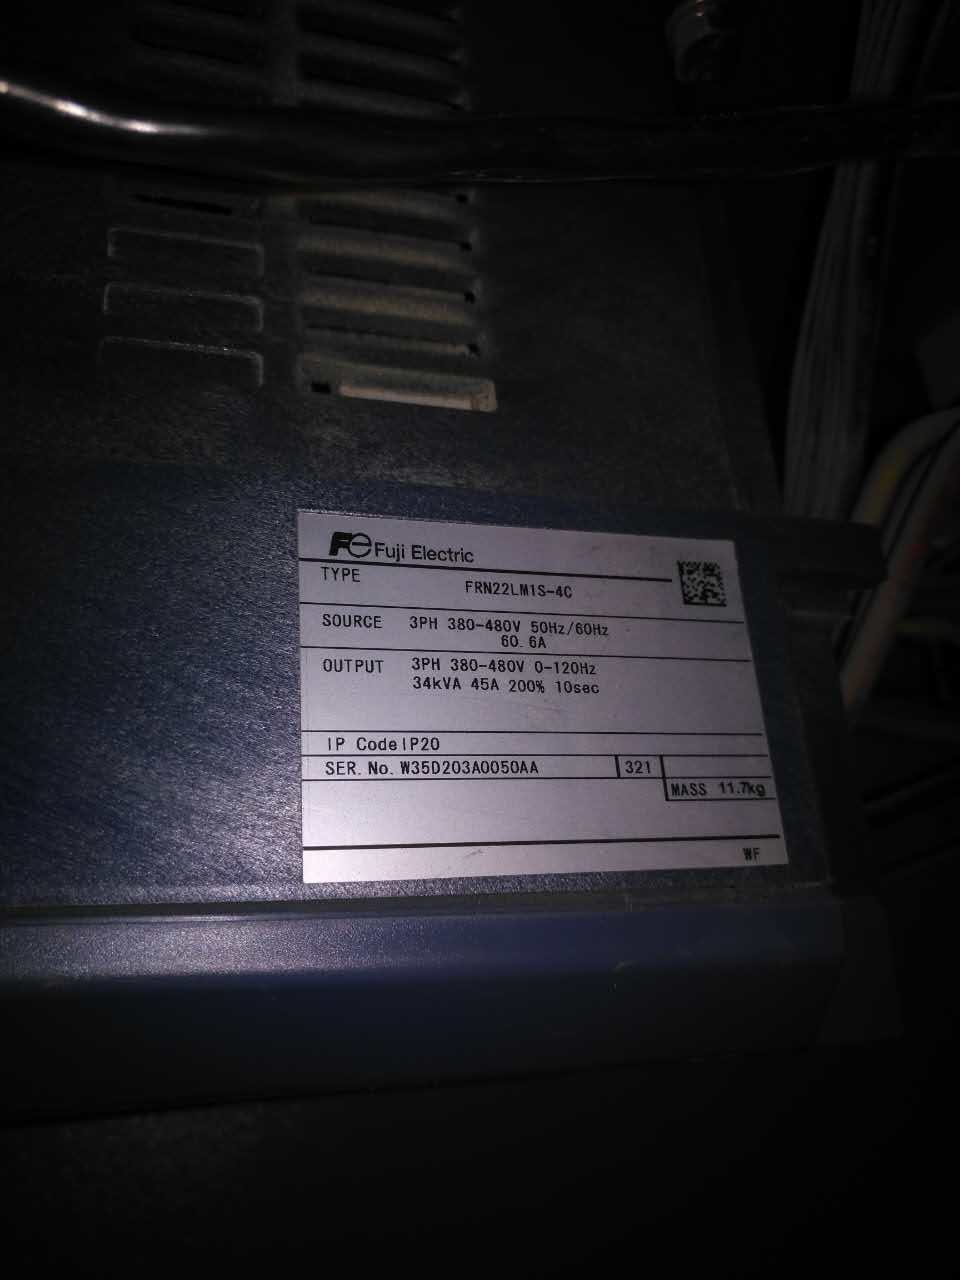 Fe Fuji Electric
TYPE FRN22LM1S-4C
SOURCE 3PH 380-480V 50Hz/60Hz
60.6A
OUTPUT 3PH 380-480V 0-120Hz
34kVA 45A 200% 10sec
IP Code IP20
SER. No. W35D203A0050AA 321
MASS 11.7kg
WF